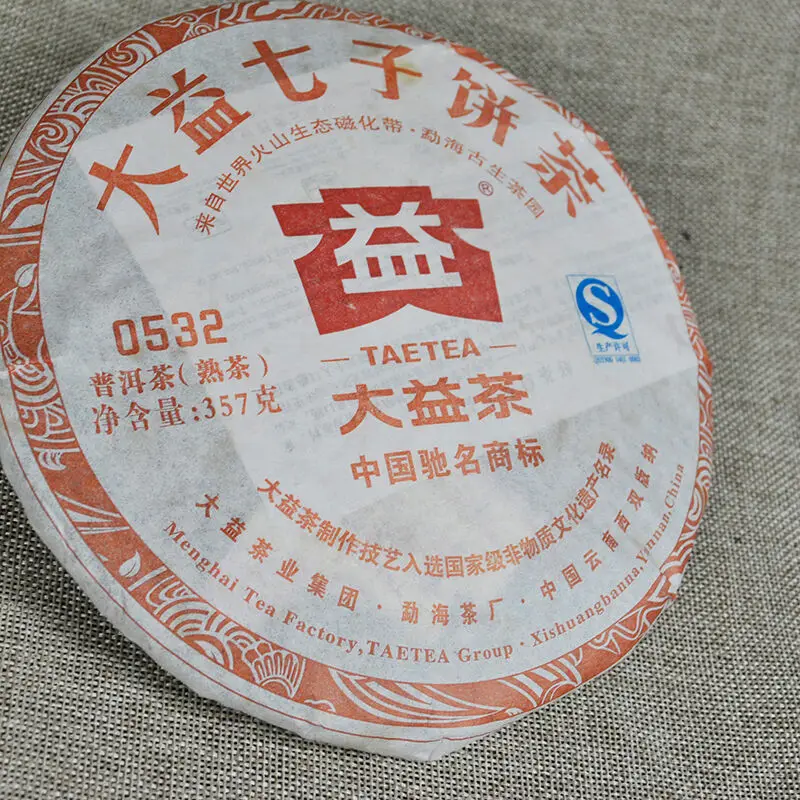 大益七子饼茶
来自世界火山生态磁化带·勐海古生茶园
益
®
TAETEA
大益茶
中国驰名商标
0532
普洱茶(熟茶)
净含量:357克
S
生产许可
大益茶制作技艺入选国家级非物质文化遗产名录
大益茶业集团·勐海茶厂·中国云南西双版纳
Menghai Tea Factory,TAETEA Group·Xishuangbanna,Yunnan,China